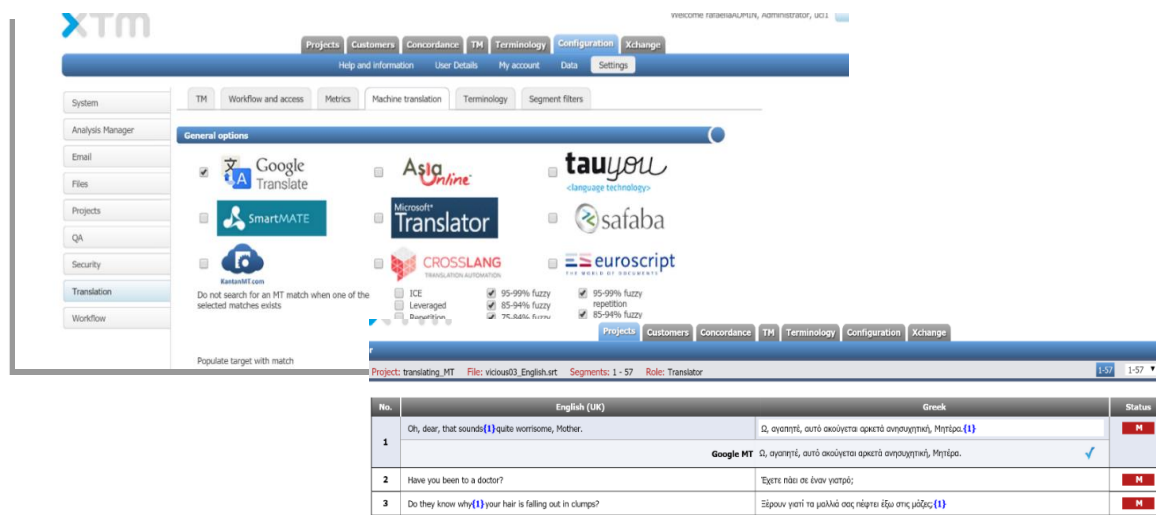 XTM
Welcome rafaellaADMIN, Administrator, uct1
Projects Customers Concordance TM Terminology Configuration Xchange
Help and information User Details My account Data Settings
System
Analysis Manager
Email
Files
Projects
QA
Security
Translation
Workflow
TM Workflow and access Metrics Machine translation Terminology Segment filters
General options
Google Translate
Asia Online
tauyou <language technology>
SmartMATE
Microsoft® Translator
safaba
KantanMT.com
CROSSLANG
TRANSLATION AUTOMATION
euroscript
THE WORLD OF DOCUMENTS
Do not search for an MT match when one of the
selected matches exists
ICE
Leveraged
Repetition
95-99% fuzzy
85-94% fuzzy
75-84% fuzzy
95-99% fuzzy
repetition
85-94% fuzzy
Populate target with match
Projects Customers Concordance TM Terminology Configuration Xchange
Project: translating_MT File: vicious03_English.srt Segments: 1 - 57 Role: Translator 1-57 1-57
No. English (UK) Greek Status
1 Oh, dear, that sounds{1}quite worrisome, Mother. Ω, αγαπητέ, αυτό ακούγεται αρκετά ανησυχητική, Μητέρα.{1} M
Google MT Ω, αγαπητέ, αυτό ακούγεται αρκετά ανησυχητική, Μητέρα.
2 Have you been to a doctor? Έχετε πάει σε έναν γιατρό; M
3 Do they know why{1}your hair is falling out in clumps? Ξέρουν γιατί τα μαλλιά σας πέφτει έξω στις μάζες;{1} M